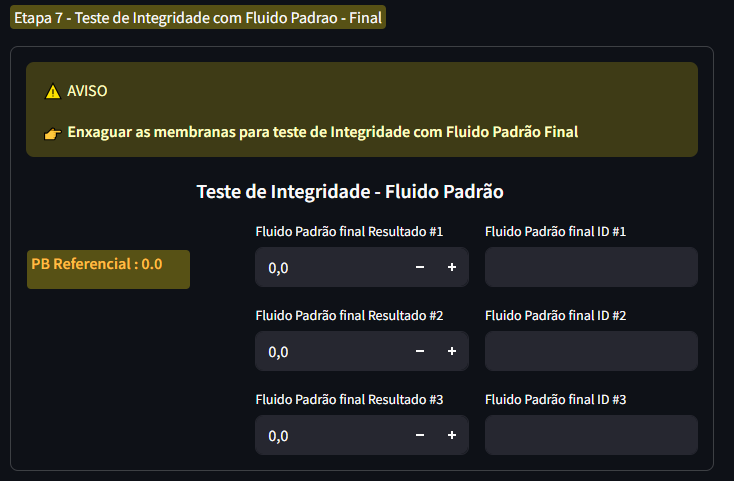 Etapa 7 - Teste de Integridade com Fluido Padrao - Final
AVISO
Enxaguar as membranas para teste de Integridade com Fluido Padrão Final
Teste de Integridade - Fluido Padrão
Fluido Padrão final Resultado #1 Fluido Padrão final ID #1
PB Referencial : 0.0
0,0 − +
Fluido Padrão final Resultado #2 Fluido Padrão final ID #2
0,0 − +
Fluido Padrão final Resultado #3 Fluido Padrão final ID #3
0,0 − +